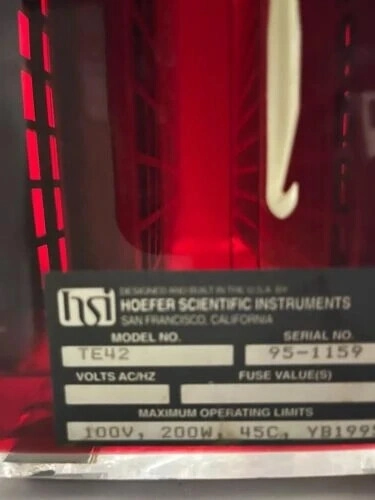 hsi
DESIGNED AND BUILT IN THE U.S.A. BY
HOEFER SCIENTIFIC INSTRUMENTS
SAN FRANCISCO, CALIFORNIA
MODEL NO. SERIAL NO.
TE42 95-1159
VOLTS AC/HZ FUSE VALUE(S)
MAXIMUM OPERATING LIMITS
100V, 200W, 45C,